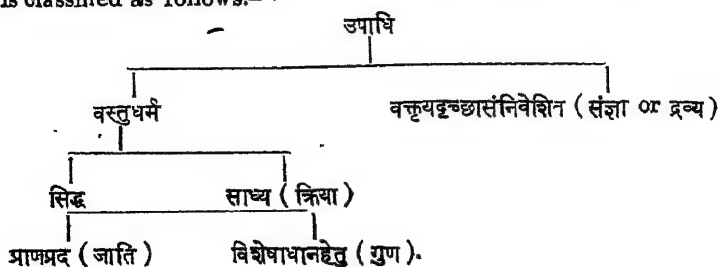 is classified as follows.—
उपाधि
वस्तुधर्म वक्तृयदृच्छासंनिवेशित ( संज्ञा or द्रव्य )
सिद्ध साध्य ( क्रिया )
प्राणप्रद ( जाति ) विशेषाधानहेतु ( गुण ).